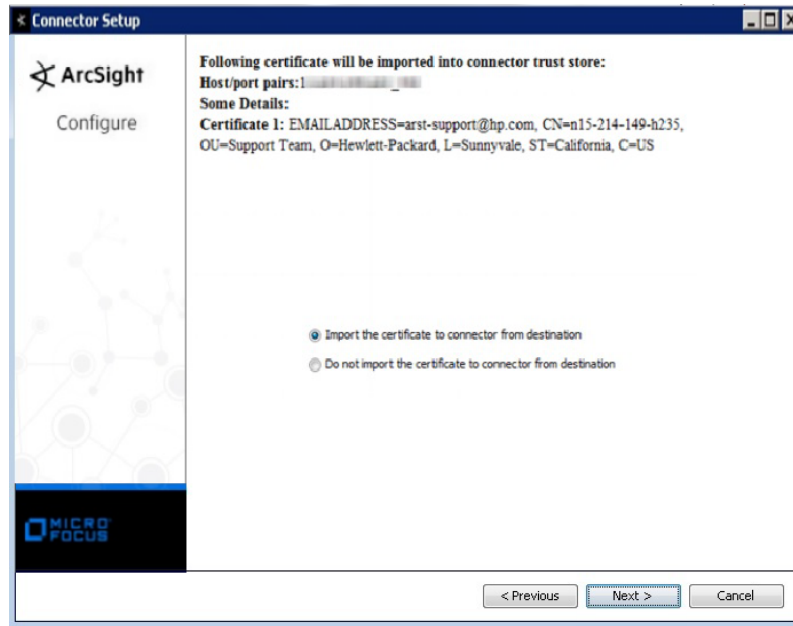 Connector Setup
ArcSight
Configure
Following certificate will be imported into connector trust store:
Host/port pairs:
Some Details:
Certificate 1: EMAILADDRESS=arst-support@hp.com, CN=n15-214-149-h235,
OU=Support Team, O=Hewlett-Packard, L=Sunnyvale, ST=California, C=US
Import the certificate to connector from destination
Do not import the certificate to connector from destination
MICRO
FOCUS
< Previous
Next >
Cancel